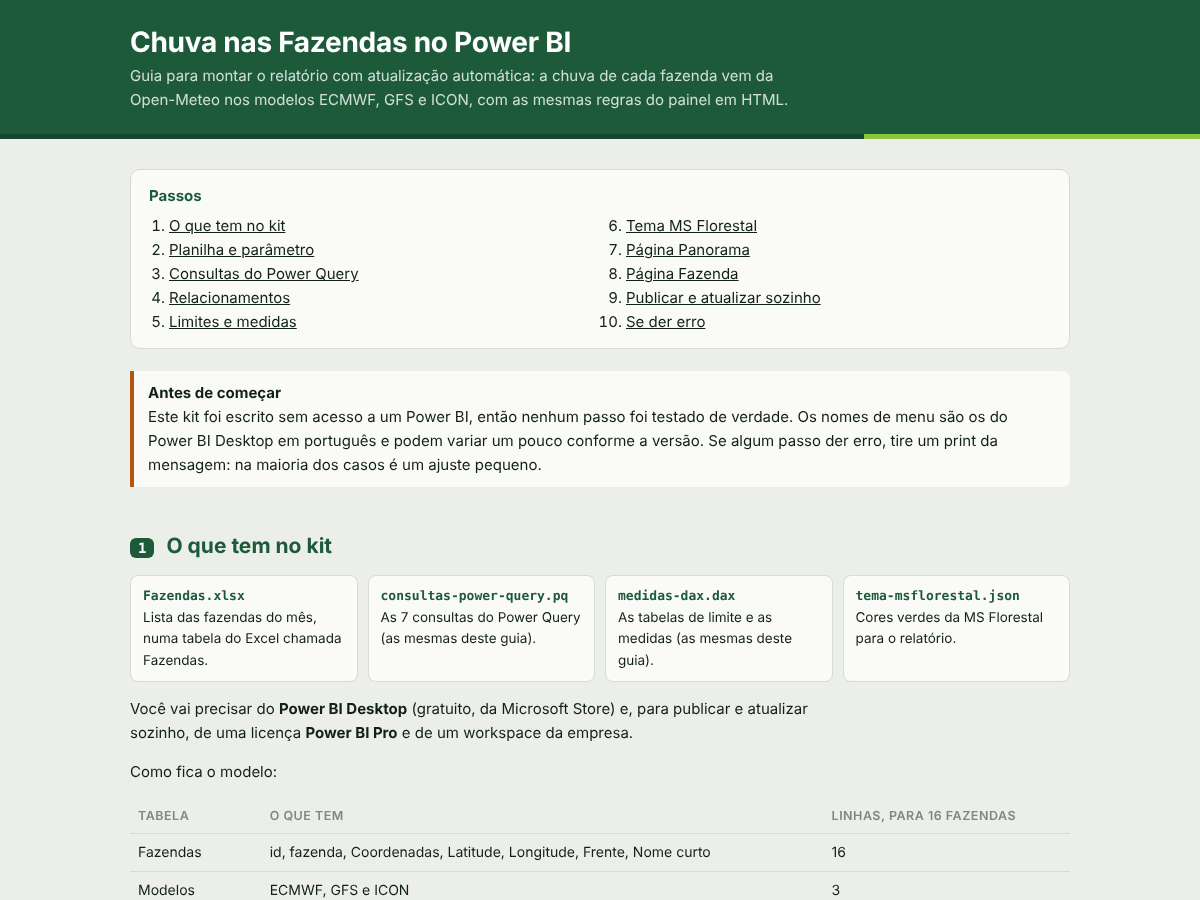 Chuva nas Fazendas no Power BI
Guia para montar o relatório com atualização automática: a chuva de cada fazenda vem da
Open-Meteo nos modelos ECMWF, GFS e ICON, com as mesmas regras do painel em HTML.
Passos
1. O que tem no kit
2. Planilha e parâmetro
3. Consultas do Power Query
4. Relacionamentos
5. Limites e medidas
6. Tema MS Florestal
7. Página Panorama
8. Página Fazenda
9. Publicar e atualizar sozinho
10. Se der erro
Antes de começar
Este kit foi escrito sem acesso a um Power BI, então nenhum passo foi testado de verdade. Os nomes de menu são os do
Power BI Desktop em português e podem variar um pouco conforme a versão. Se algum passo der erro, tire um print da
mensagem: na maioria dos casos é um ajuste pequeno.
1 O que tem no kit
Fazendas.xlsx
Lista das fazendas do mês,
numa tabela do Excel chamada
Fazendas.
consultas-power-query.pq
As 7 consultas do Power Query
(as mesmas deste guia).
medidas-dax.dax
As tabelas de limite e as
medidas (as mesmas deste
guia).
tema-msflorestal.json
Cores verdes da MS Florestal
para o relatório.
Você vai precisar do Power BI Desktop (gratuito, da Microsoft Store) e, para publicar e atualizar
sozinho, de uma licença Power BI Pro e de um workspace da empresa.
Como fica o modelo:
TABELA O QUE TEM LINHAS, PARA 16 FAZENDAS
Fazendas id, fazenda, Coordenadas, Latitude, Longitude, Frente, Nome curto 16
Modelos ECMWF, GFS e ICON 3